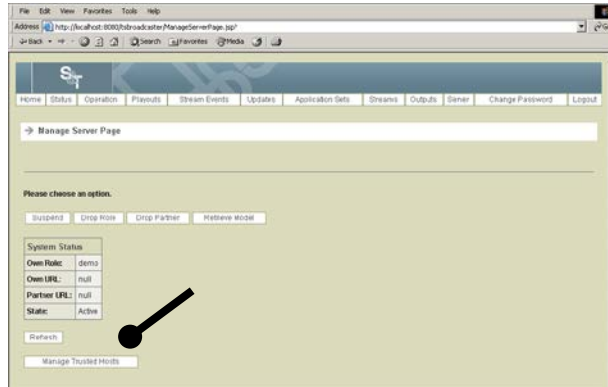 File Edit View Favorites Tools Help
Address http://localhost:8080/tsbroadcaster/ManageServerPage.jsp?
Back Search Favorites Media
S T
Home Status Operation Playouts Stream Events Updates Application Sets Streams Outputs Server Change Password Logout
Manage Server Page
Please choose an option.
Suspend Drop Role Drop Partner Retrieve Model
System Status
Own Role: demo
Own URL: null
Partner URL: null
State: Active
Refresh
Manage Trusted Hosts